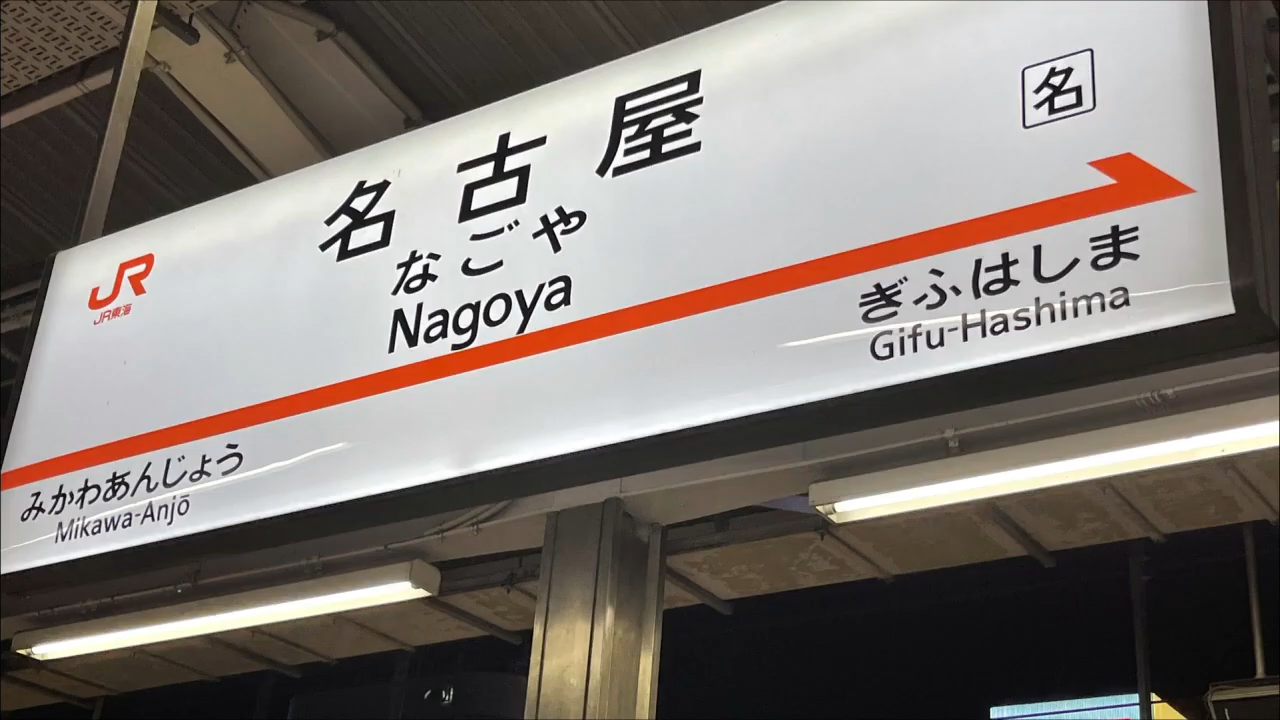 名
名古屋
なごや
Nagoya
JR
JR東海
ぎふはしま
Gifu-Hashima
みかわあんじょう
Mikawa-Anjō